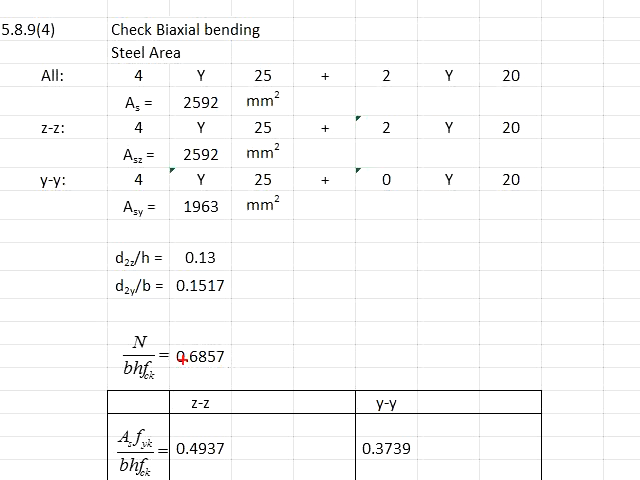 5.8.9(4) Check Biaxial bending
Steel Area
All: 4 Y 25 + 2 Y 20
As = 2592 mm²
z-z: 4 Y 25 + 2 Y 20
Asz = 2592 mm²
y-y: 4 Y 25 + 0 Y 20
Asy = 1963 mm²
d2z/h = 0.13
d2y/b = 0.1517
N/bhfck = 0.6857
z-z y-y
Asfyk/bhfck = 0.4937 0.3739